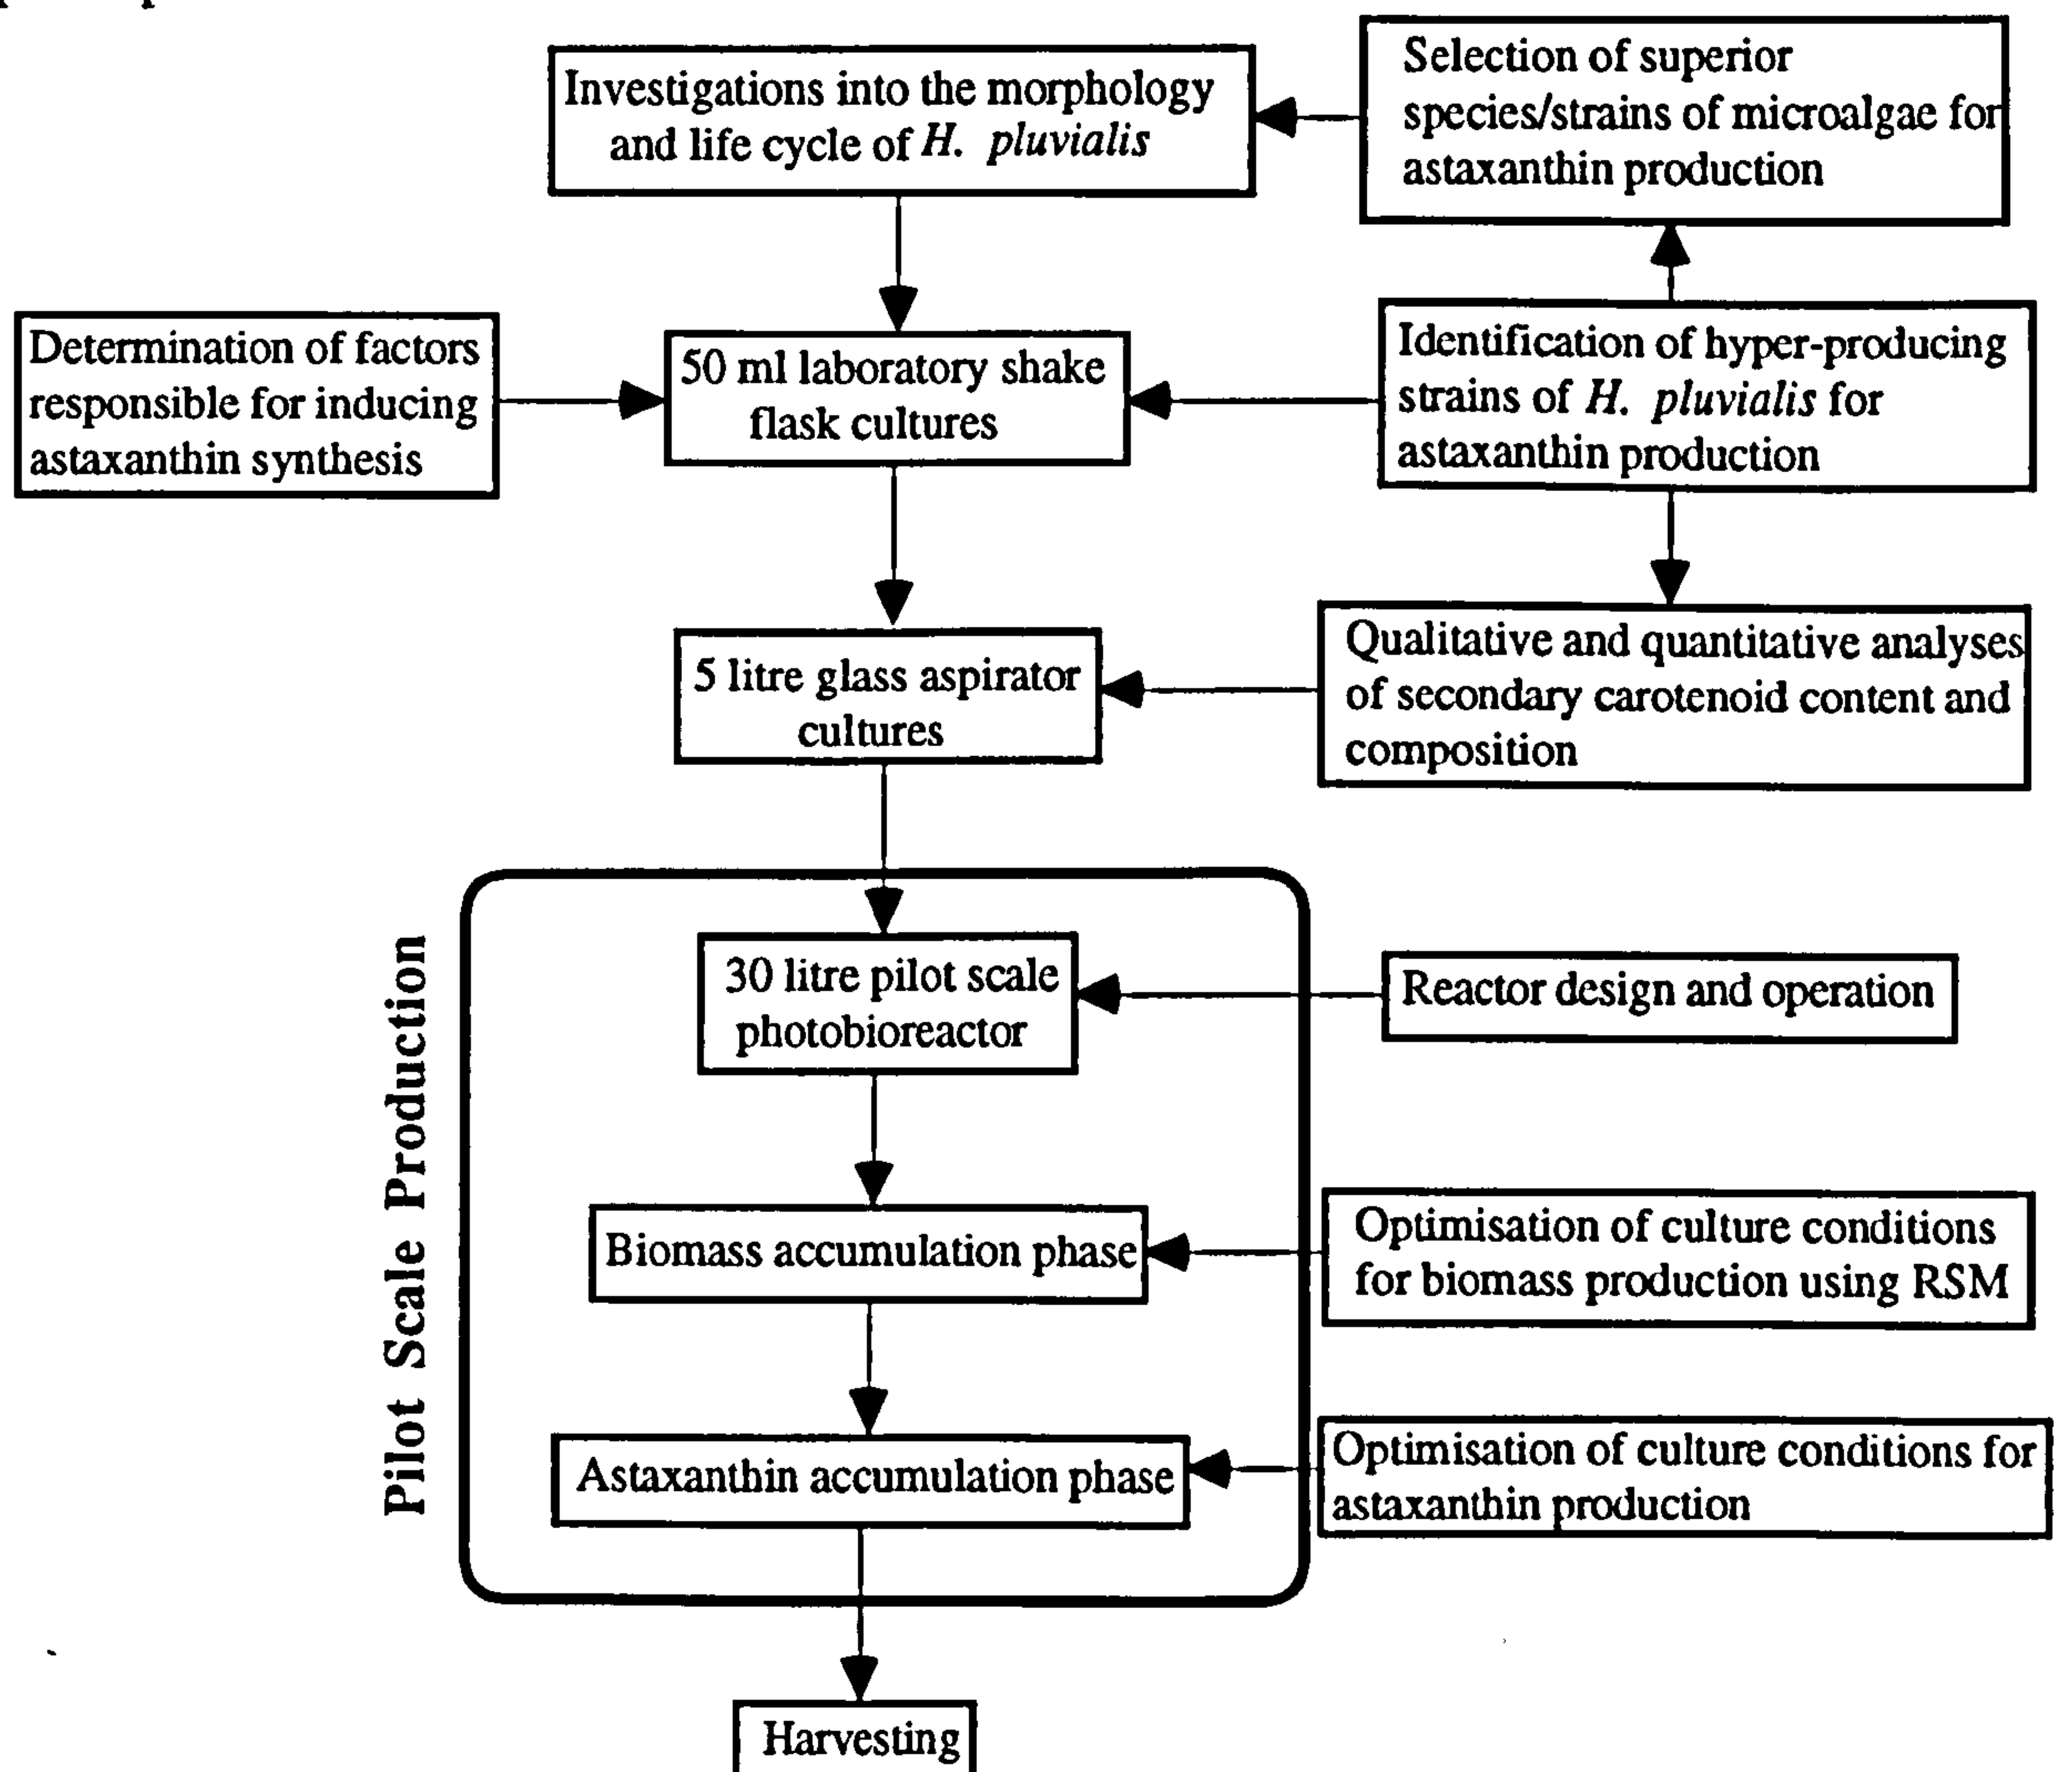 Investigations into the morphology
and life cycle of H. pluvialis
Selection of superior
species/strains of microalgae for
astaxanthin production
Determination of factors
responsible for inducing
astaxanthin synthesis
50 ml laboratory shake
flask cultures
Identification of hyper-producing
strains of H. pluvialis for
astaxanthin production
5 litre glass aspirator
cultures
Qualitative and quantitative analyses
of secondary carotenoid content and
composition
Pilot Scale Production
30 litre pilot scale
photobioreactor
Reactor design and operation
Biomass accumulation phase
Optimisation of culture conditions
for biomass production using RSM
Astaxanthin accumulation phase
Optimisation of culture conditions for
astaxanthin production
Harvesting